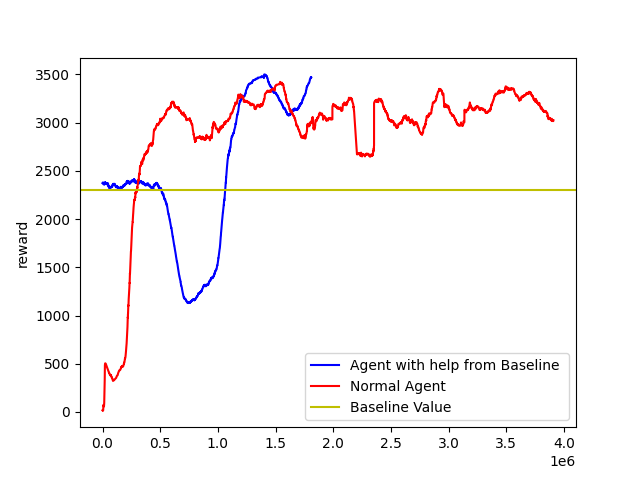 3500
3000
2500
2000
1500
1000
500
0
reward
Agent with help from Baseline
Normal Agent
Baseline Value
0.0 0.5 1.0 1.5 2.0 2.5 3.0 3.5 4.0
1e6